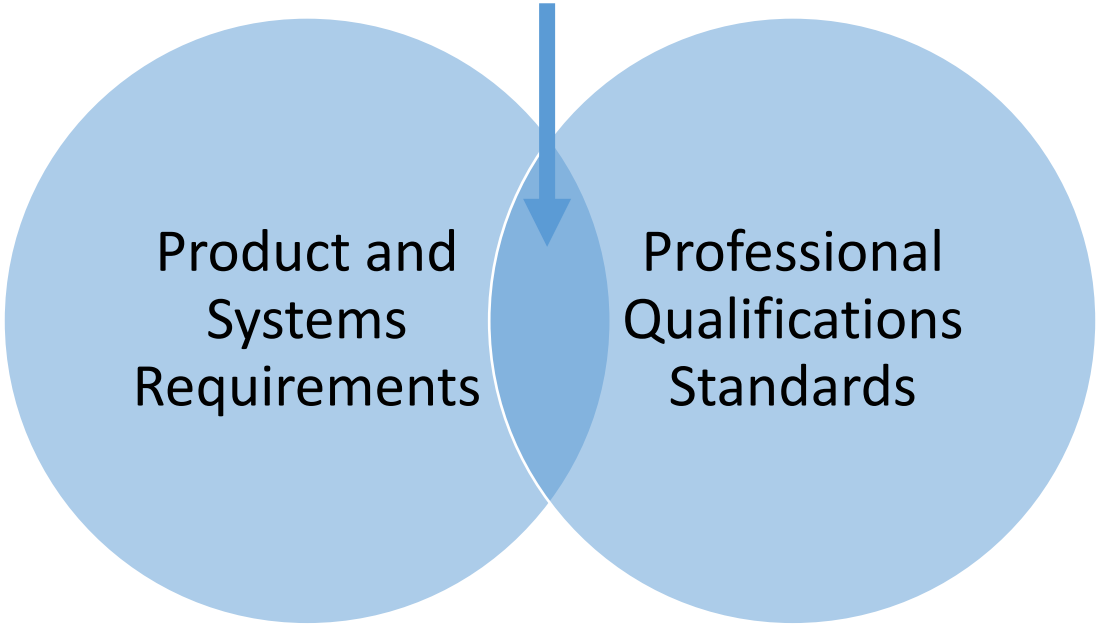 Product and
Systems
Requirements
Professional
Qualifications
Standards